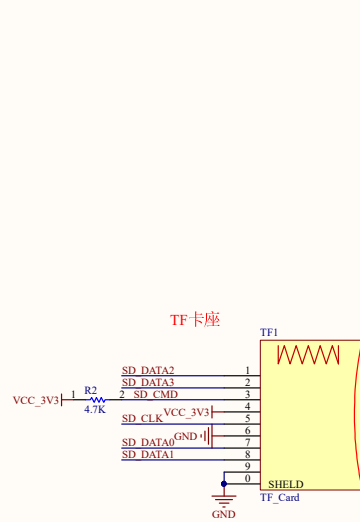 TF卡座
TF1
SD_DATA2 1
SD_DATA3 2
VCC_3V3 1 R2 2 SD_CMD 3
4.7K
VCC_3V3 4
SD_CLK 5
GND 6
SD_DATA0 7
SD_DATA1 8
9
0 SHELD
TF_Card
GND